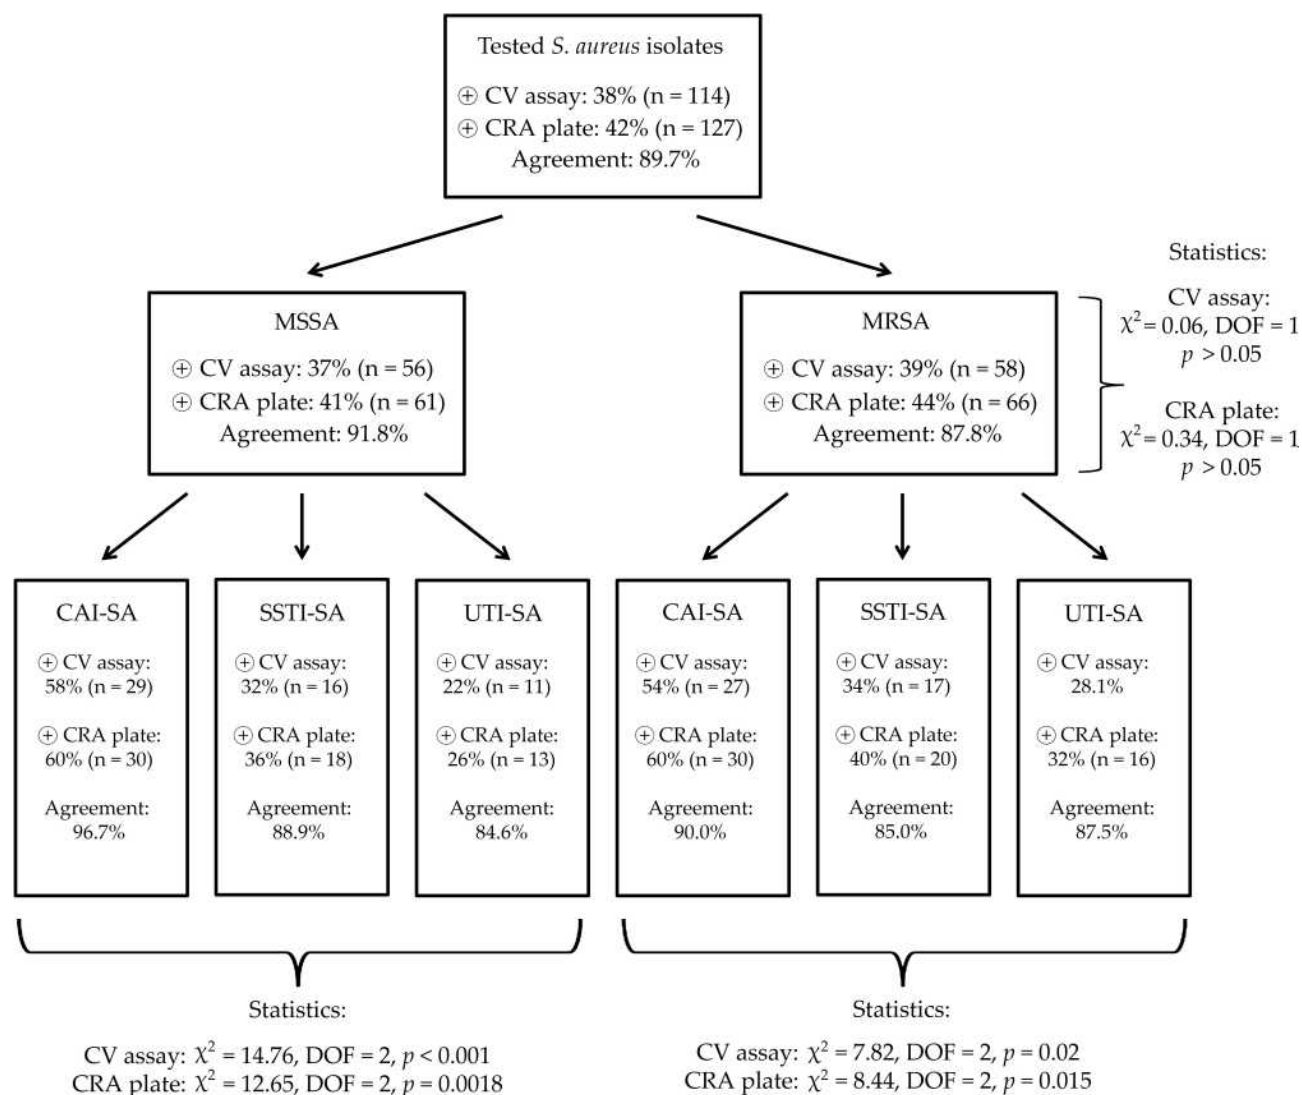 Tested S. aureus isolates
⊕ CV assay: 38% (n = 114)
⊕ CRA plate: 42% (n = 127)
Agreement: 89.7%
MSSA
⊕ CV assay: 37% (n = 56)
⊕ CRA plate: 41% (n = 61)
Agreement: 91.8%
MRSA
⊕ CV assay: 39% (n = 58)
⊕ CRA plate: 44% (n = 66)
Agreement: 87.8%
Statistics:
CV assay:
χ² = 0.06, DOF = 1
p > 0.05
CRA plate:
χ² = 0.34, DOF = 1
p > 0.05
CAI-SA
⊕ CV assay:
58% (n = 29)
⊕ CRA plate:
60% (n = 30)
Agreement:
96.7%
SSTI-SA
⊕ CV assay:
32% (n = 16)
⊕ CRA plate:
36% (n = 18)
Agreement:
88.9%
UTI-SA
⊕ CV assay:
22% (n = 11)
⊕ CRA plate:
26% (n = 13)
Agreement:
84.6%
CAI-SA
⊕ CV assay:
54% (n = 27)
⊕ CRA plate:
60% (n = 30)
Agreement:
90.0%
SSTI-SA
⊕ CV assay:
34% (n = 17)
⊕ CRA plate:
40% (n = 20)
Agreement:
85.0%
UTI-SA
⊕ CV assay:
28.1%
⊕ CRA plate:
32% (n = 16)
Agreement:
87.5%
Statistics:
CV assay: χ² = 14.76, DOF = 2, p < 0.001
CRA plate: χ² = 12.65, DOF = 2, p = 0.0018
Statistics:
CV assay: χ² = 7.82, DOF = 2, p = 0.02
CRA plate: χ² = 8.44, DOF = 2, p = 0.015